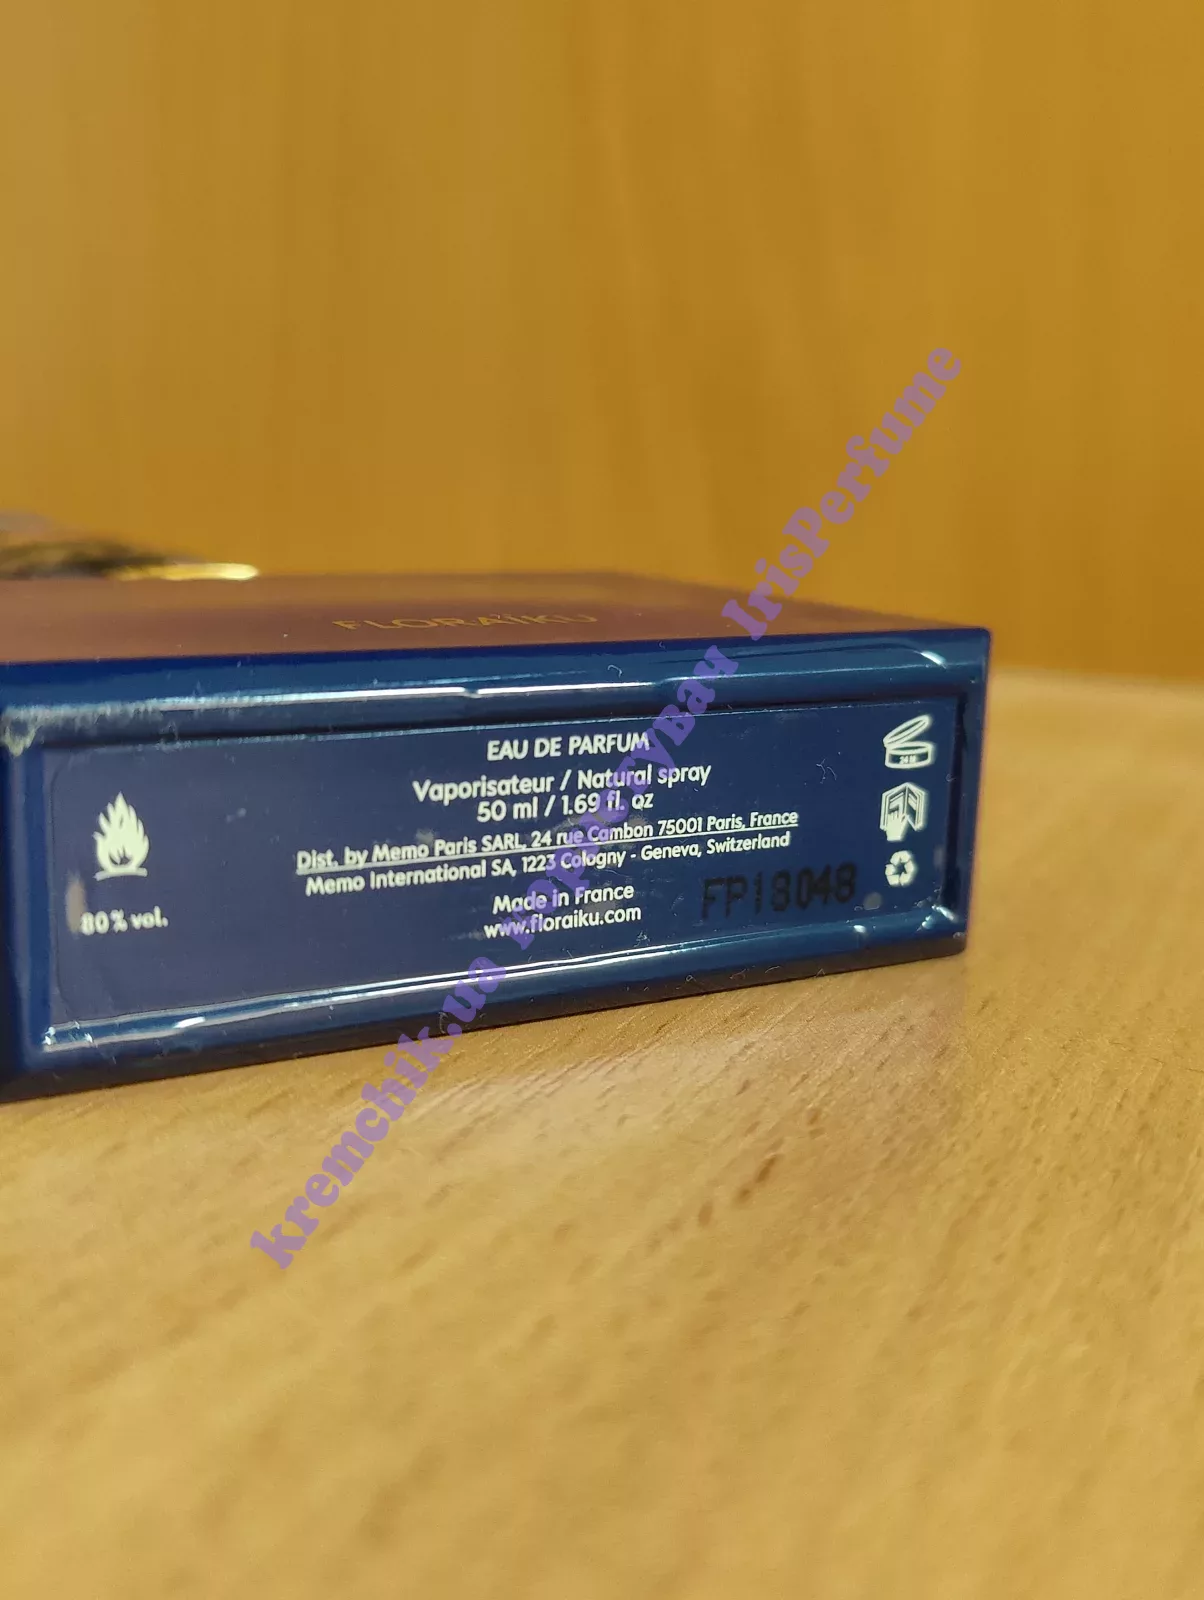 FLORAÏKU
EAU DE PARFUM
Vaporisateur / Natural spray
50 ml / 1.69 fl. oz
Dist. by Memo Paris SARL, 24 rue Cambon 75001 Paris, France
Memo International SA, 1223 Cologny - Geneva, Switzerland
Made in France
www.floraiku.com
80 % vol.
24 M
FP18048
kremchik.ua PoputtyBay IrisPerfume